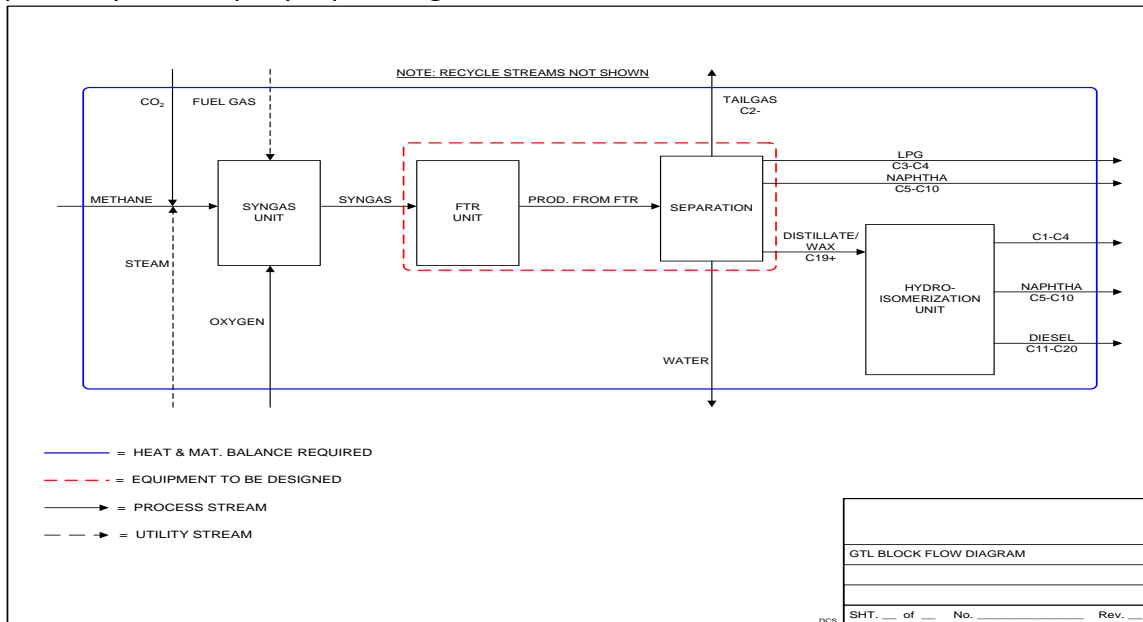 NOTE: RECYCLE STREAMS NOT SHOWN
CO₂
FUEL GAS
TAILGAS
C2-
LPG
C3-C4
NAPHTHA
C5-C10
METHANE
SYNGAS
UNIT
SYNGAS
FTR
UNIT
PROD. FROM FTR
SEPARATION
STEAM
OXYGEN
DISTILLATE/
WAX
C19+
HYDRO-
ISOMERIZATION
UNIT
C1-C4
NAPHTHA
C5-C10
DIESEL
C11-C20
WATER
= HEAT & MAT. BALANCE REQUIRED
= EQUIPMENT TO BE DESIGNED
= PROCESS STREAM
= UTILITY STREAM
GTL BLOCK FLOW DIAGRAM
DCS
SHT. __ of __ No. ______________ Rev. __